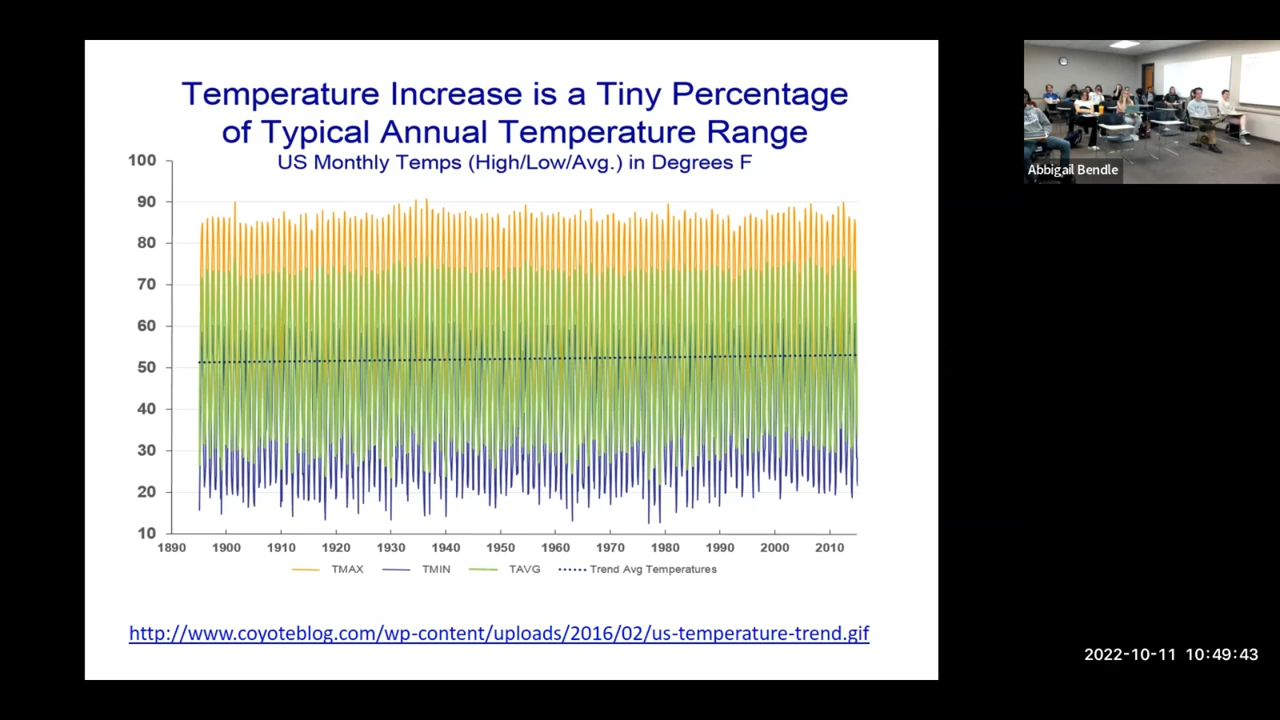 Temperature Increase is a Tiny Percentage
of Typical Annual Temperature Range
US Monthly Temps (High/Low/Avg.) in Degrees F
100
90
80
70
60
50
40
30
20
10
1890 1900 1910 1920 1930 1940 1950 1960 1970 1980 1990 2000 2010
TMAX TMIN TAVG Trend Avg Temperatures
http://www.coyoteblog.com/wp-content/uploads/2016/02/us-temperature-trend.gif
Abbigail Bendle
2022-10-11 10:49:43